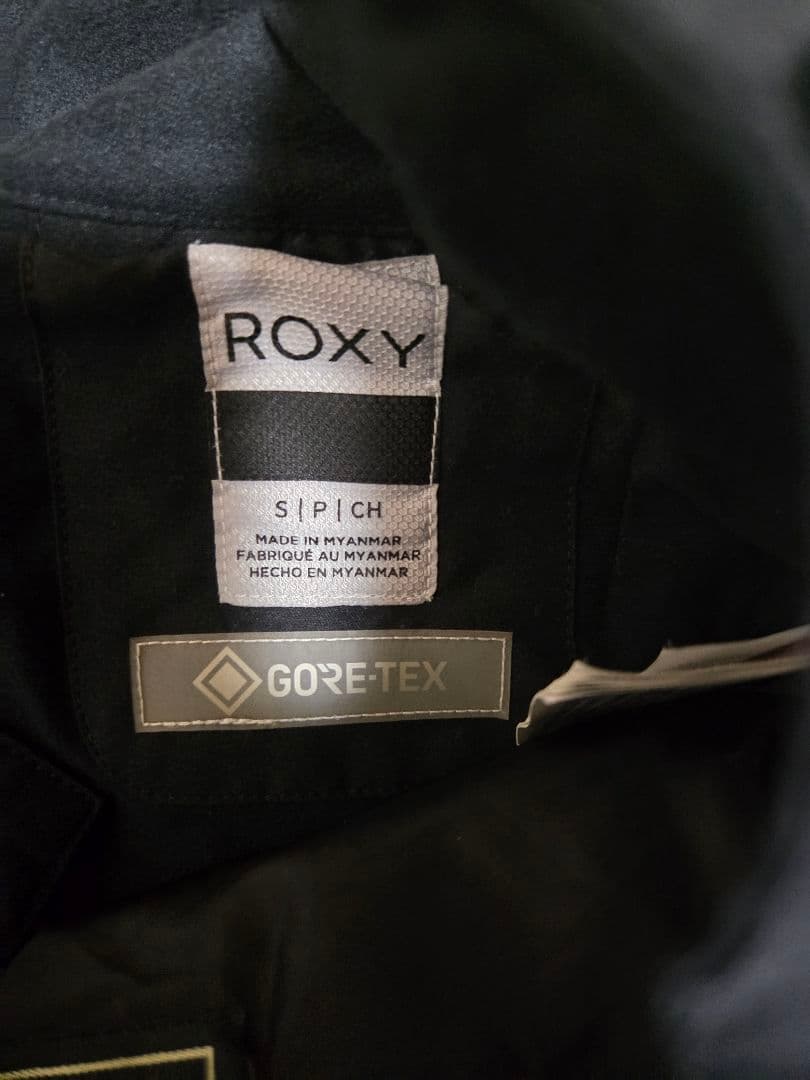 ROXY
S | P | CH
MADE IN MYANMAR
FABRIQUÉ AU MYANMAR
HECHO EN MYANMAR
GORE-TEX